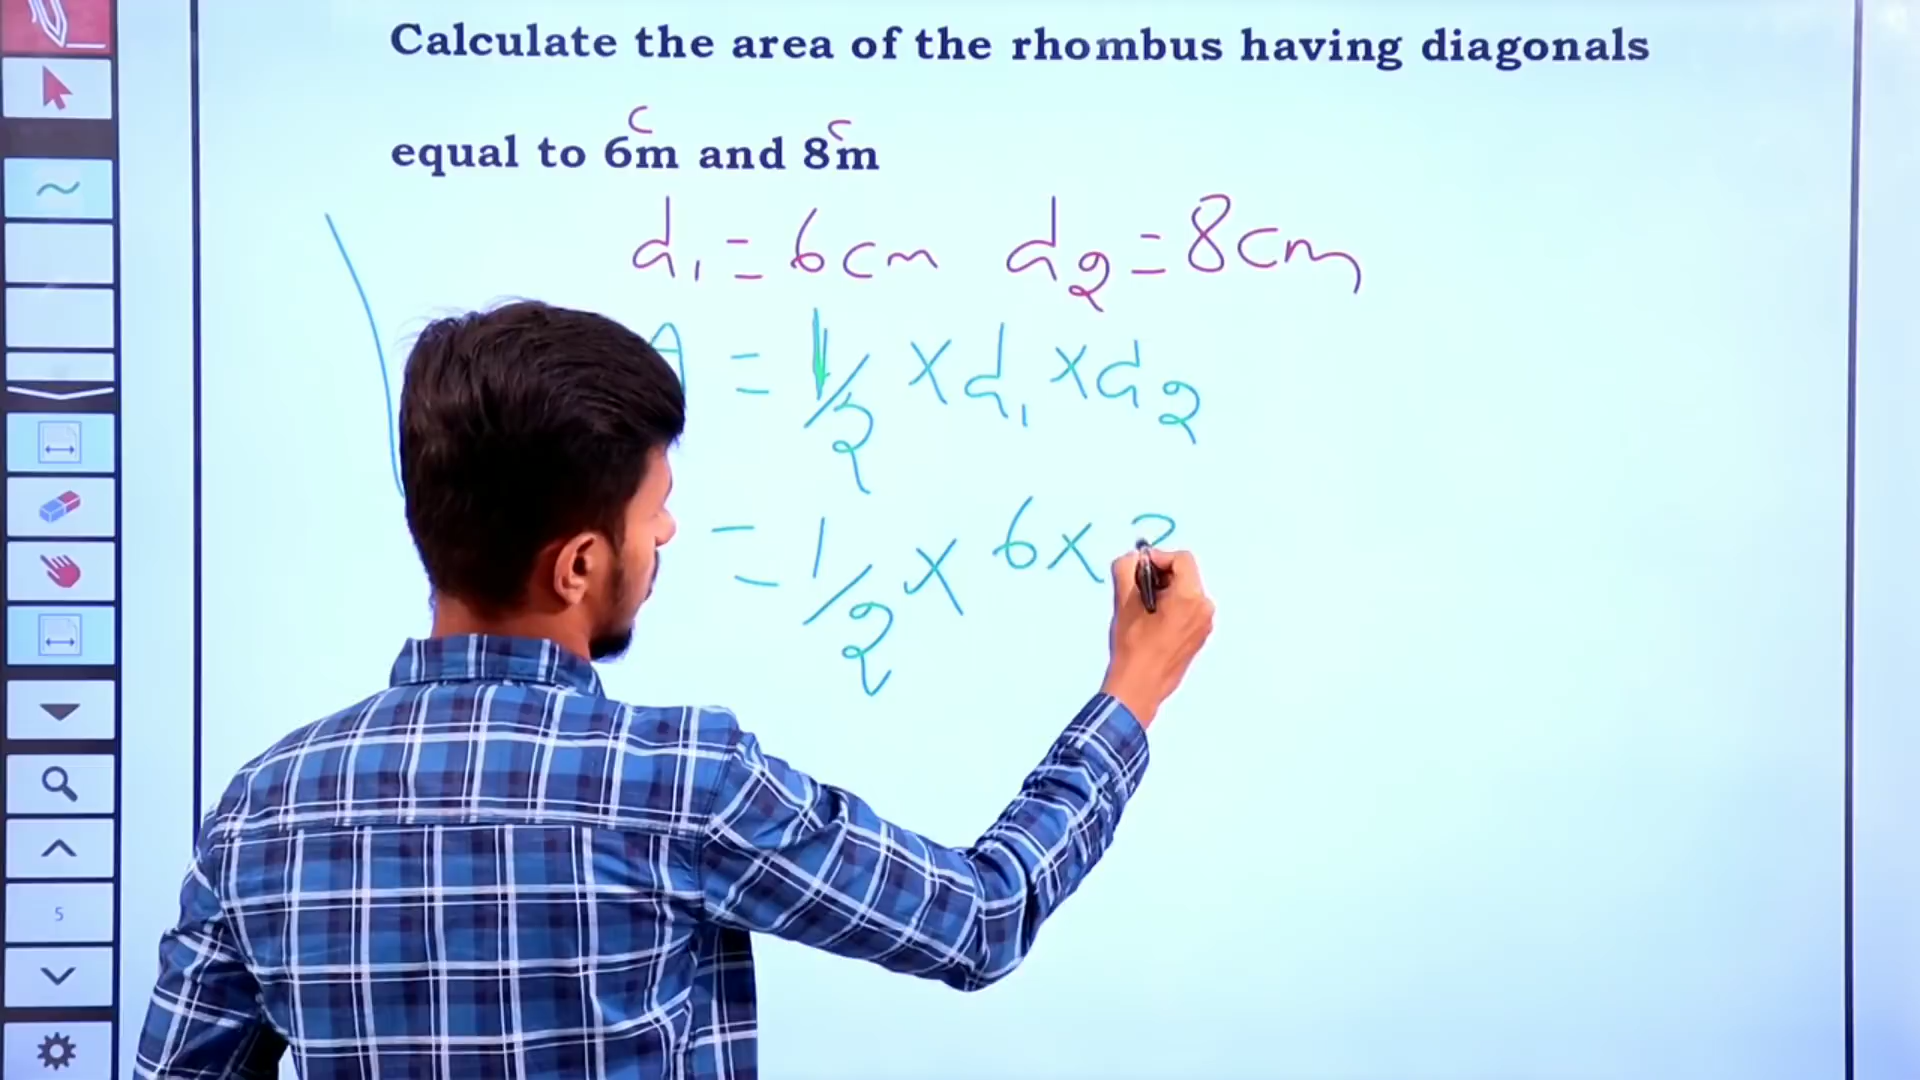 Calculate the area of the rhombus having diagonals
c c
equal to 6m and 8m
d₁ = 6cm d₂ = 8cm
A = 1/2 × d₁ × d₂
= 1/2 × 6 ×
5